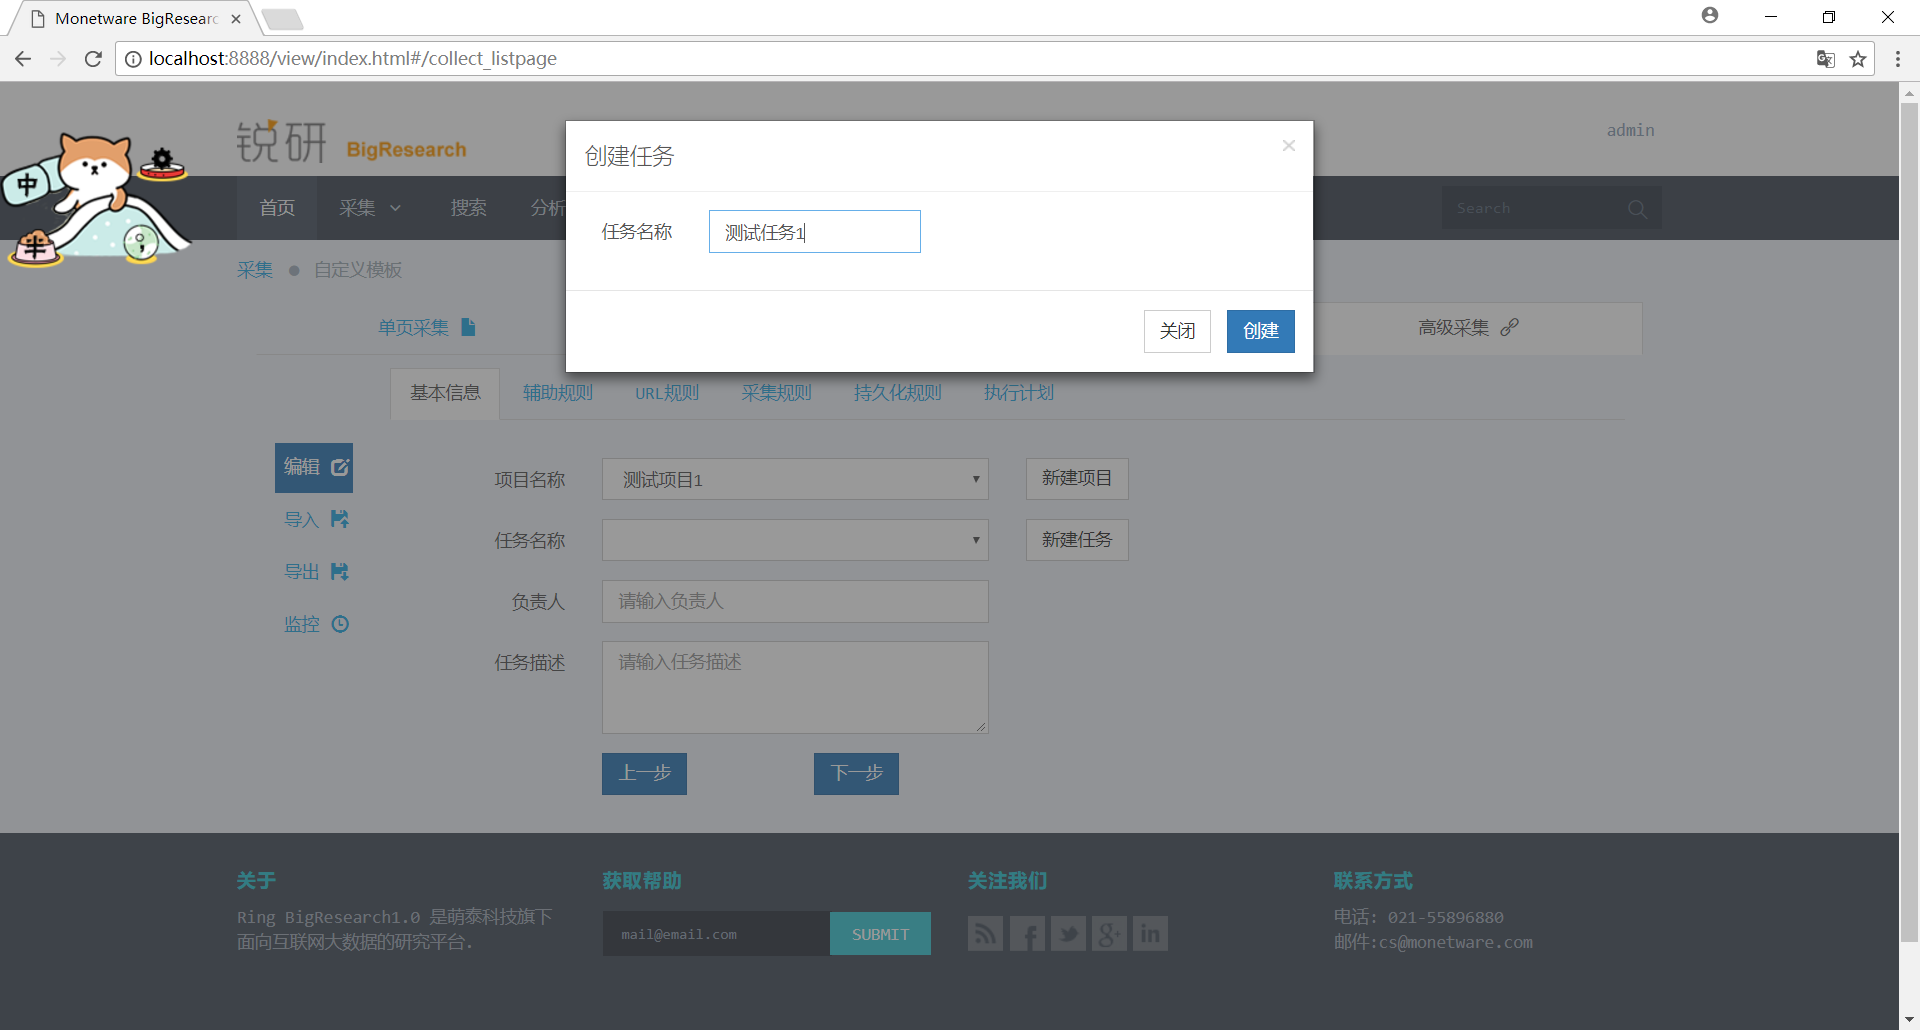 Monetware BigResearc
localhost:8888/view/index.html#/collect_listpage
锐研 BigResearch
admin
中
半
首页 采集 搜索 分析
Search
采集 自定义模板
创建任务 ×
任务名称 测试任务1
关闭 创建
单页采集 高级采集
基本信息 辅助规则 URL规则 采集规则 持久化规则 执行计划
编辑
导入
导出
监控
项目名称 测试项目1 新建项目
任务名称 新建任务
负责人 请输入负责人
任务描述 请输入任务描述
上一步 下一步
关于
Ring BigResearch1.0 是萌泰科技旗下
面向互联网大数据的研究平台.
获取帮助
mail@email.com SUBMIT
关注我们
联系方式
电话: 021-55896880
邮件:cs@monetware.com